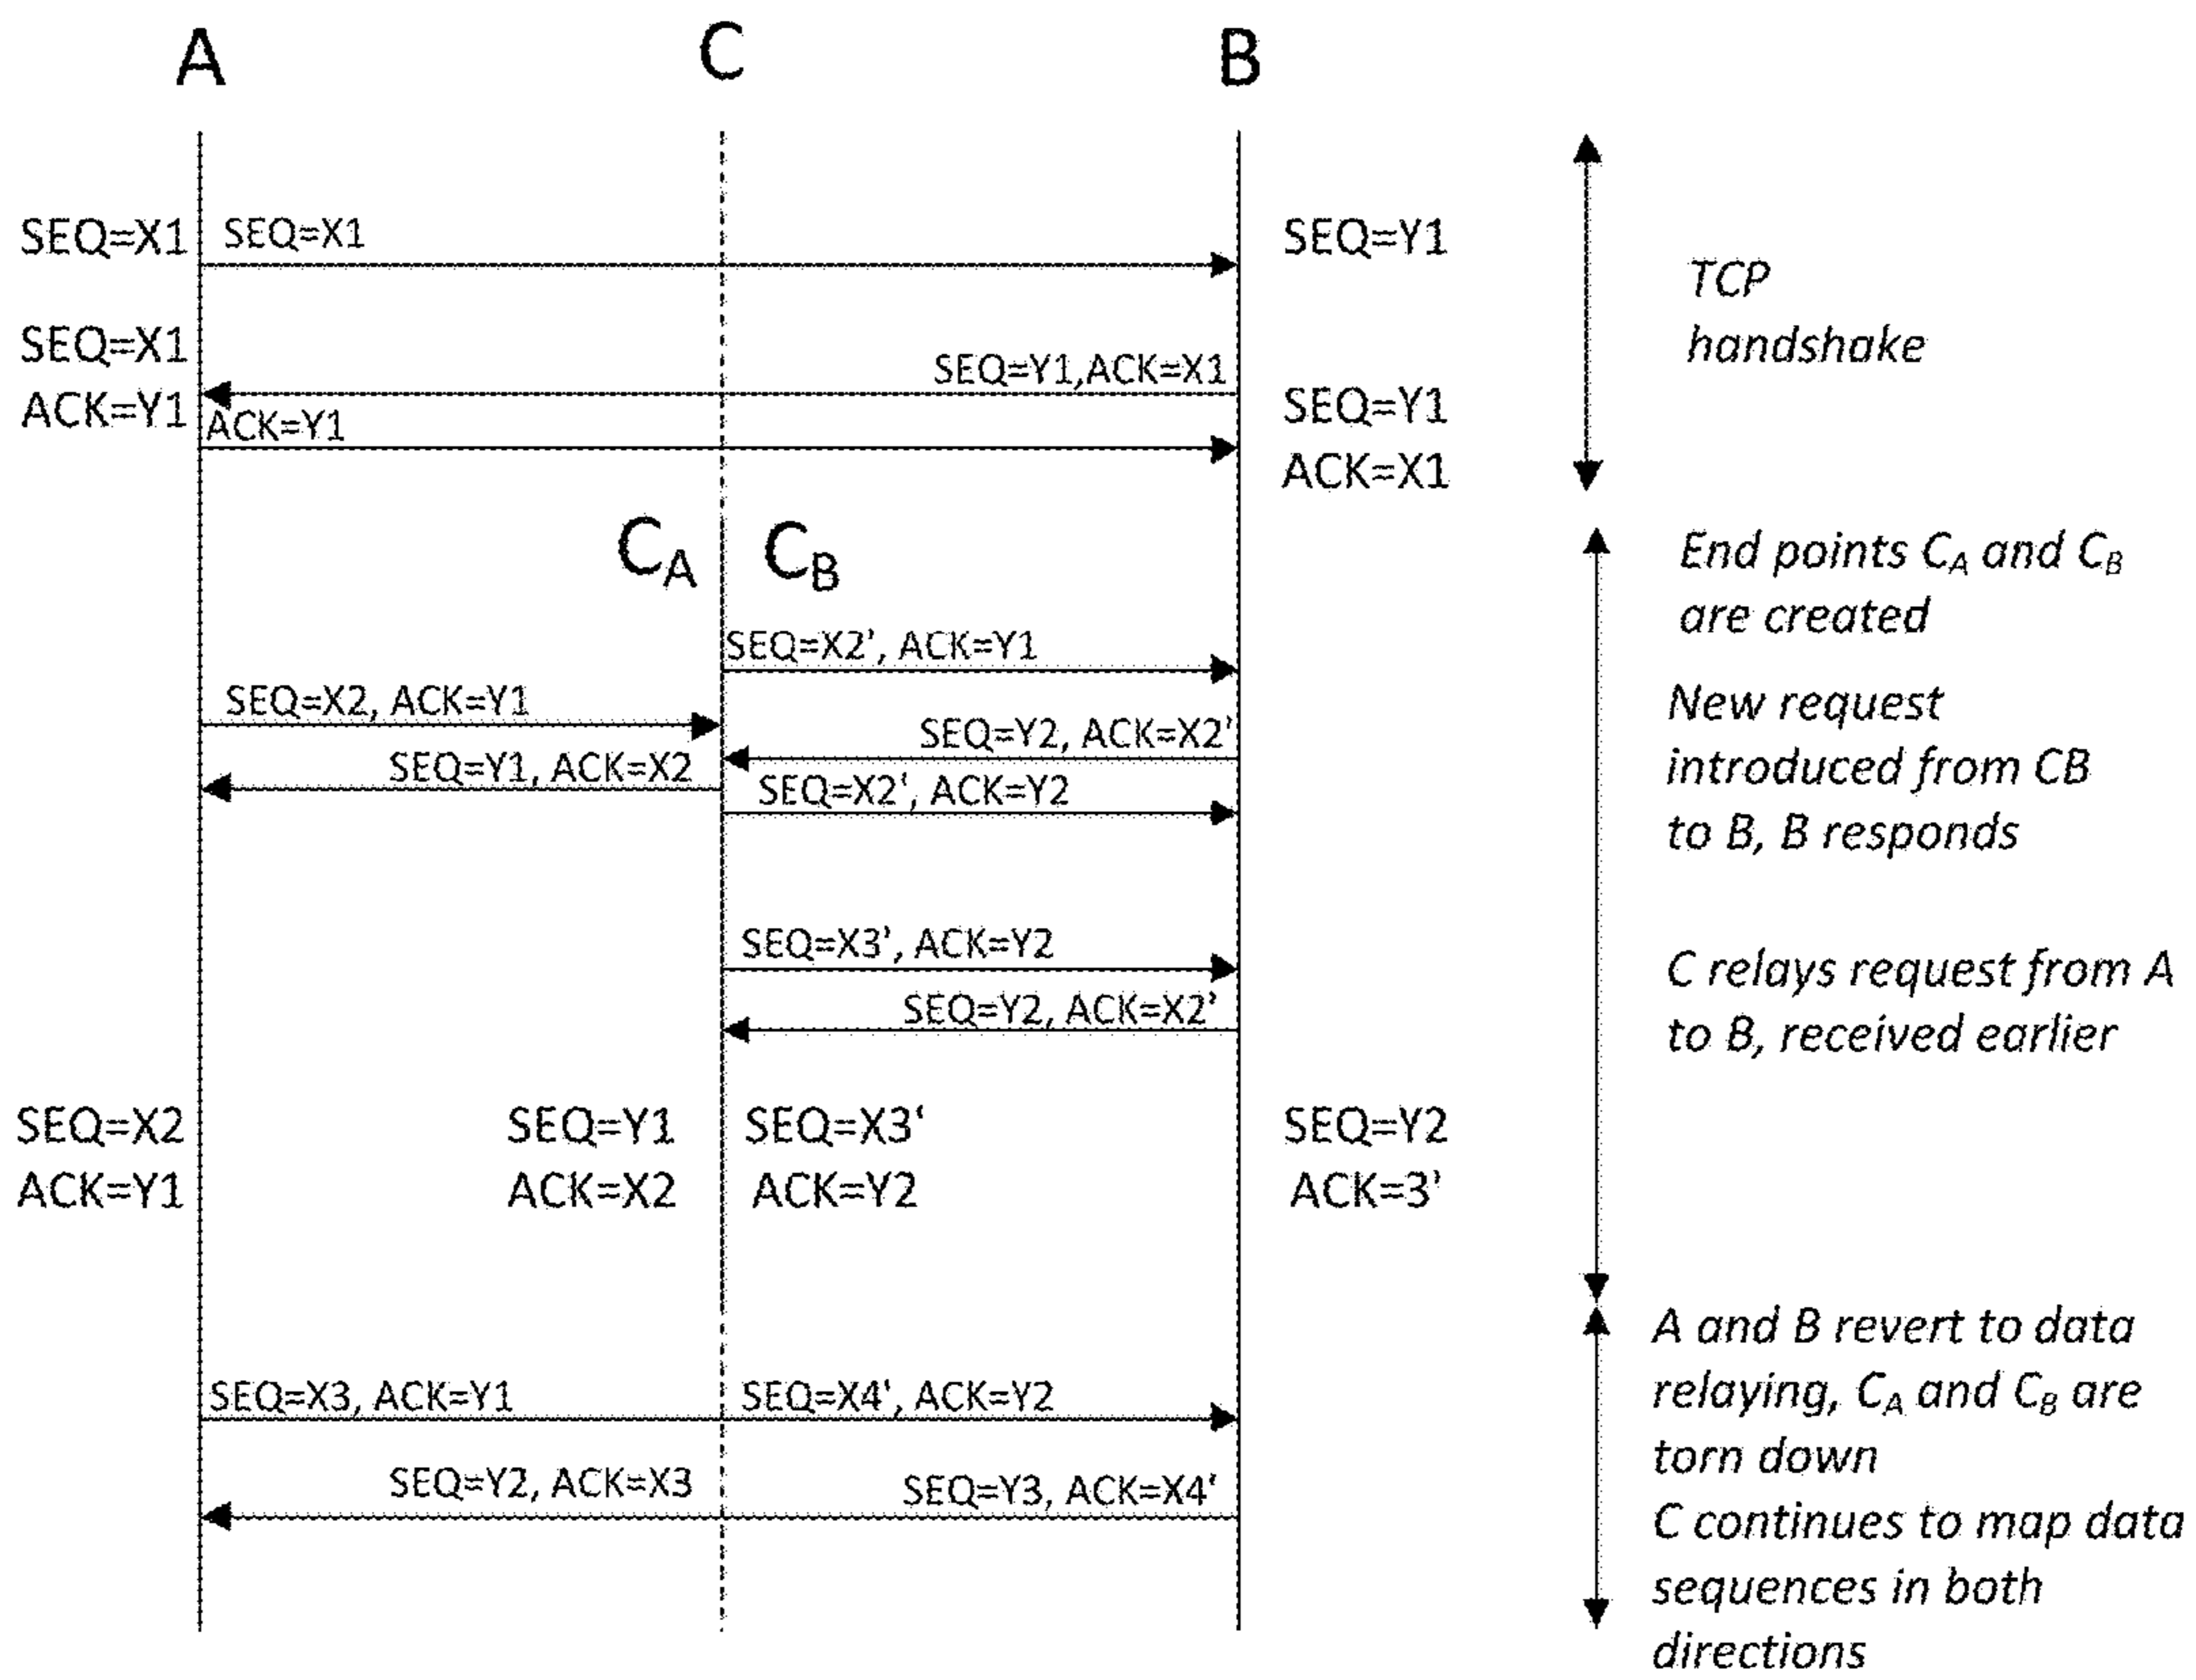 A
C
B
SEQ=X1
SEQ=X1
SEQ=Y1
TCP
handshake
SEQ=X1
ACK=Y1
SEQ=Y1,ACK=X1
ACK=Y1
SEQ=Y1
ACK=X1
CA
CB
End points CA and CB
are created
SEQ=X2', ACK=Y1
SEQ=X2, ACK=Y1
SEQ=Y2, ACK=X2'
SEQ=Y1, ACK=X2
SEQ=X2', ACK=Y2
New request
introduced from CB
to B, B responds
SEQ=X3', ACK=Y2
SEQ=Y2, ACK=X2'
C relays request from A
to B, received earlier
SEQ=X2
ACK=Y1
SEQ=Y1
ACK=X2
SEQ=X3'
ACK=Y2
SEQ=Y2
ACK=3'
A and B revert to data
relaying, CA and CB are
torn down
C continues to map data
sequences in both
directions
SEQ=X3, ACK=Y1
SEQ=X4', ACK=Y2
SEQ=Y2, ACK=X3
SEQ=Y3, ACK=X4'